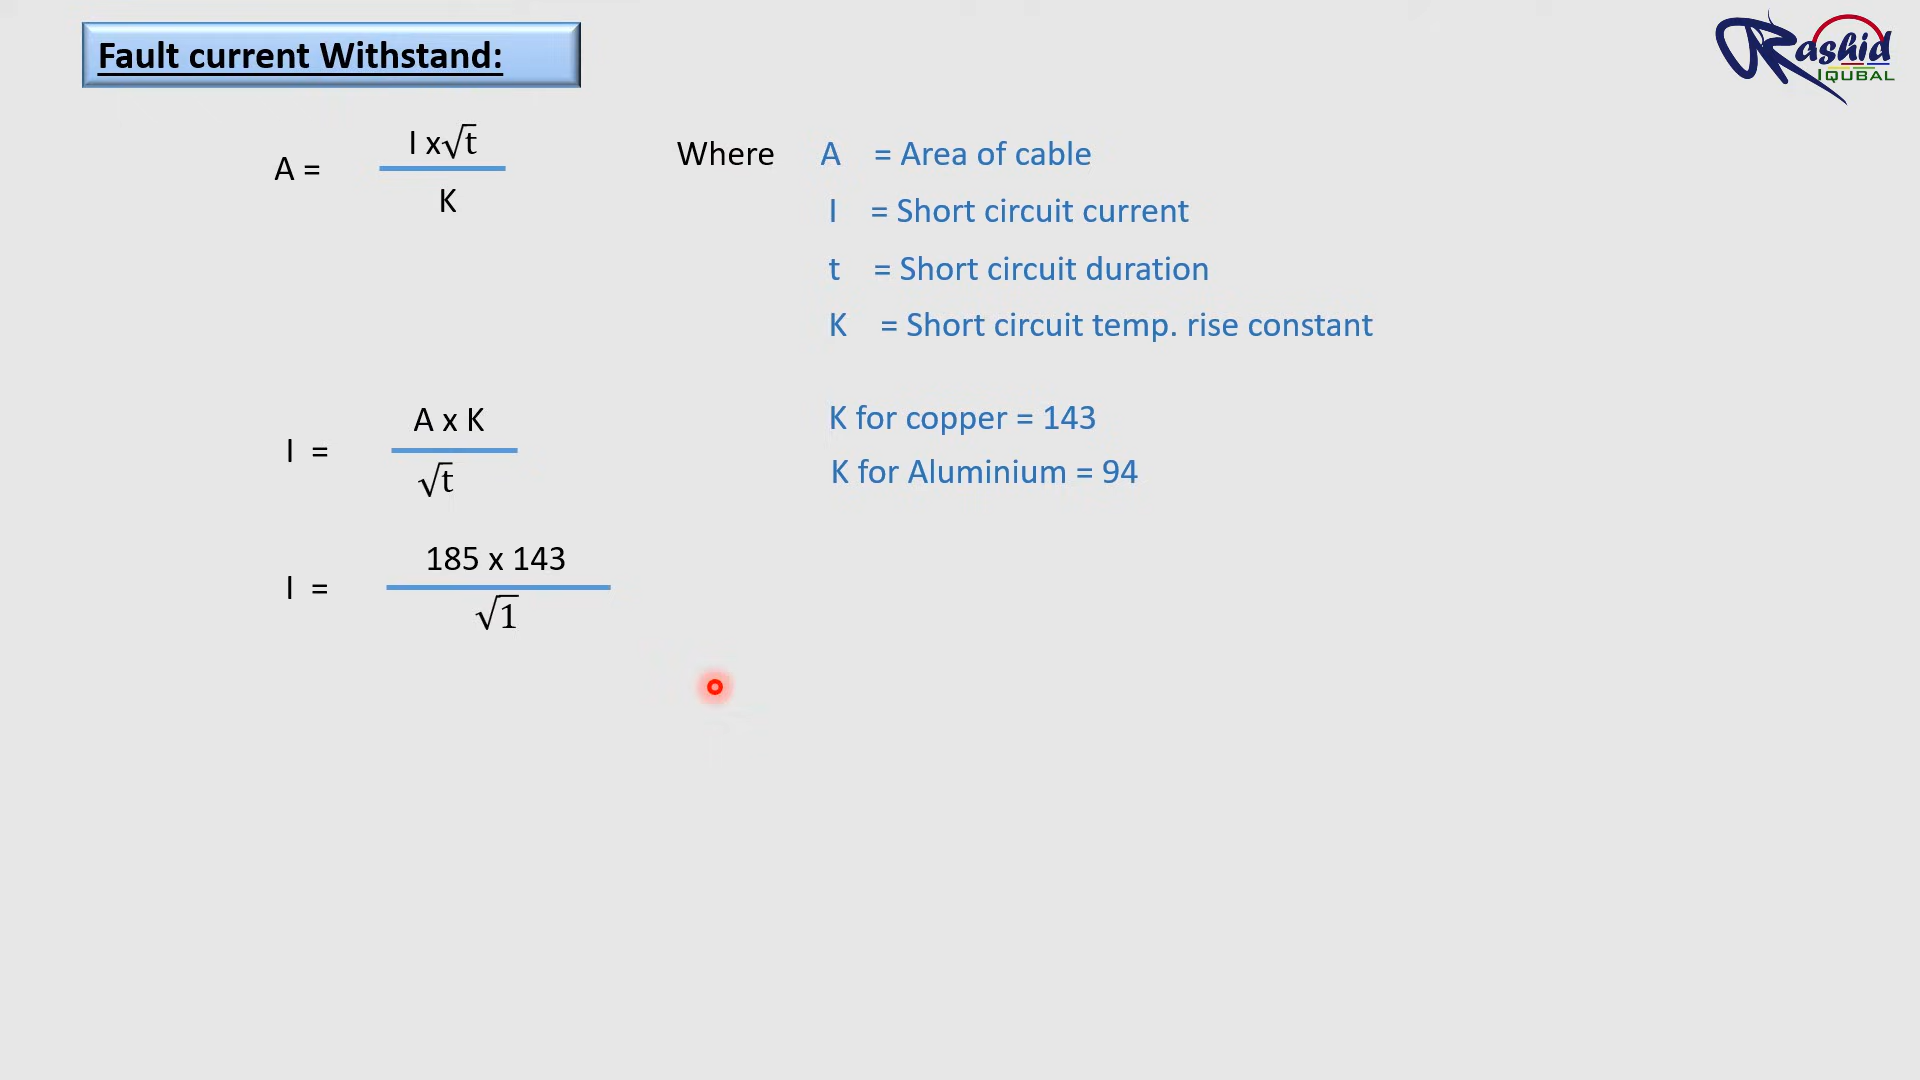 Fault current Withstand:
Rashid
IQUBAL
A = I x√t / K
Where A = Area of cable
I = Short circuit current
t = Short circuit duration
K = Short circuit temp. rise constant
I = A x K / √t
K for copper = 143
K for Aluminium = 94
I = 185 x 143 / √1